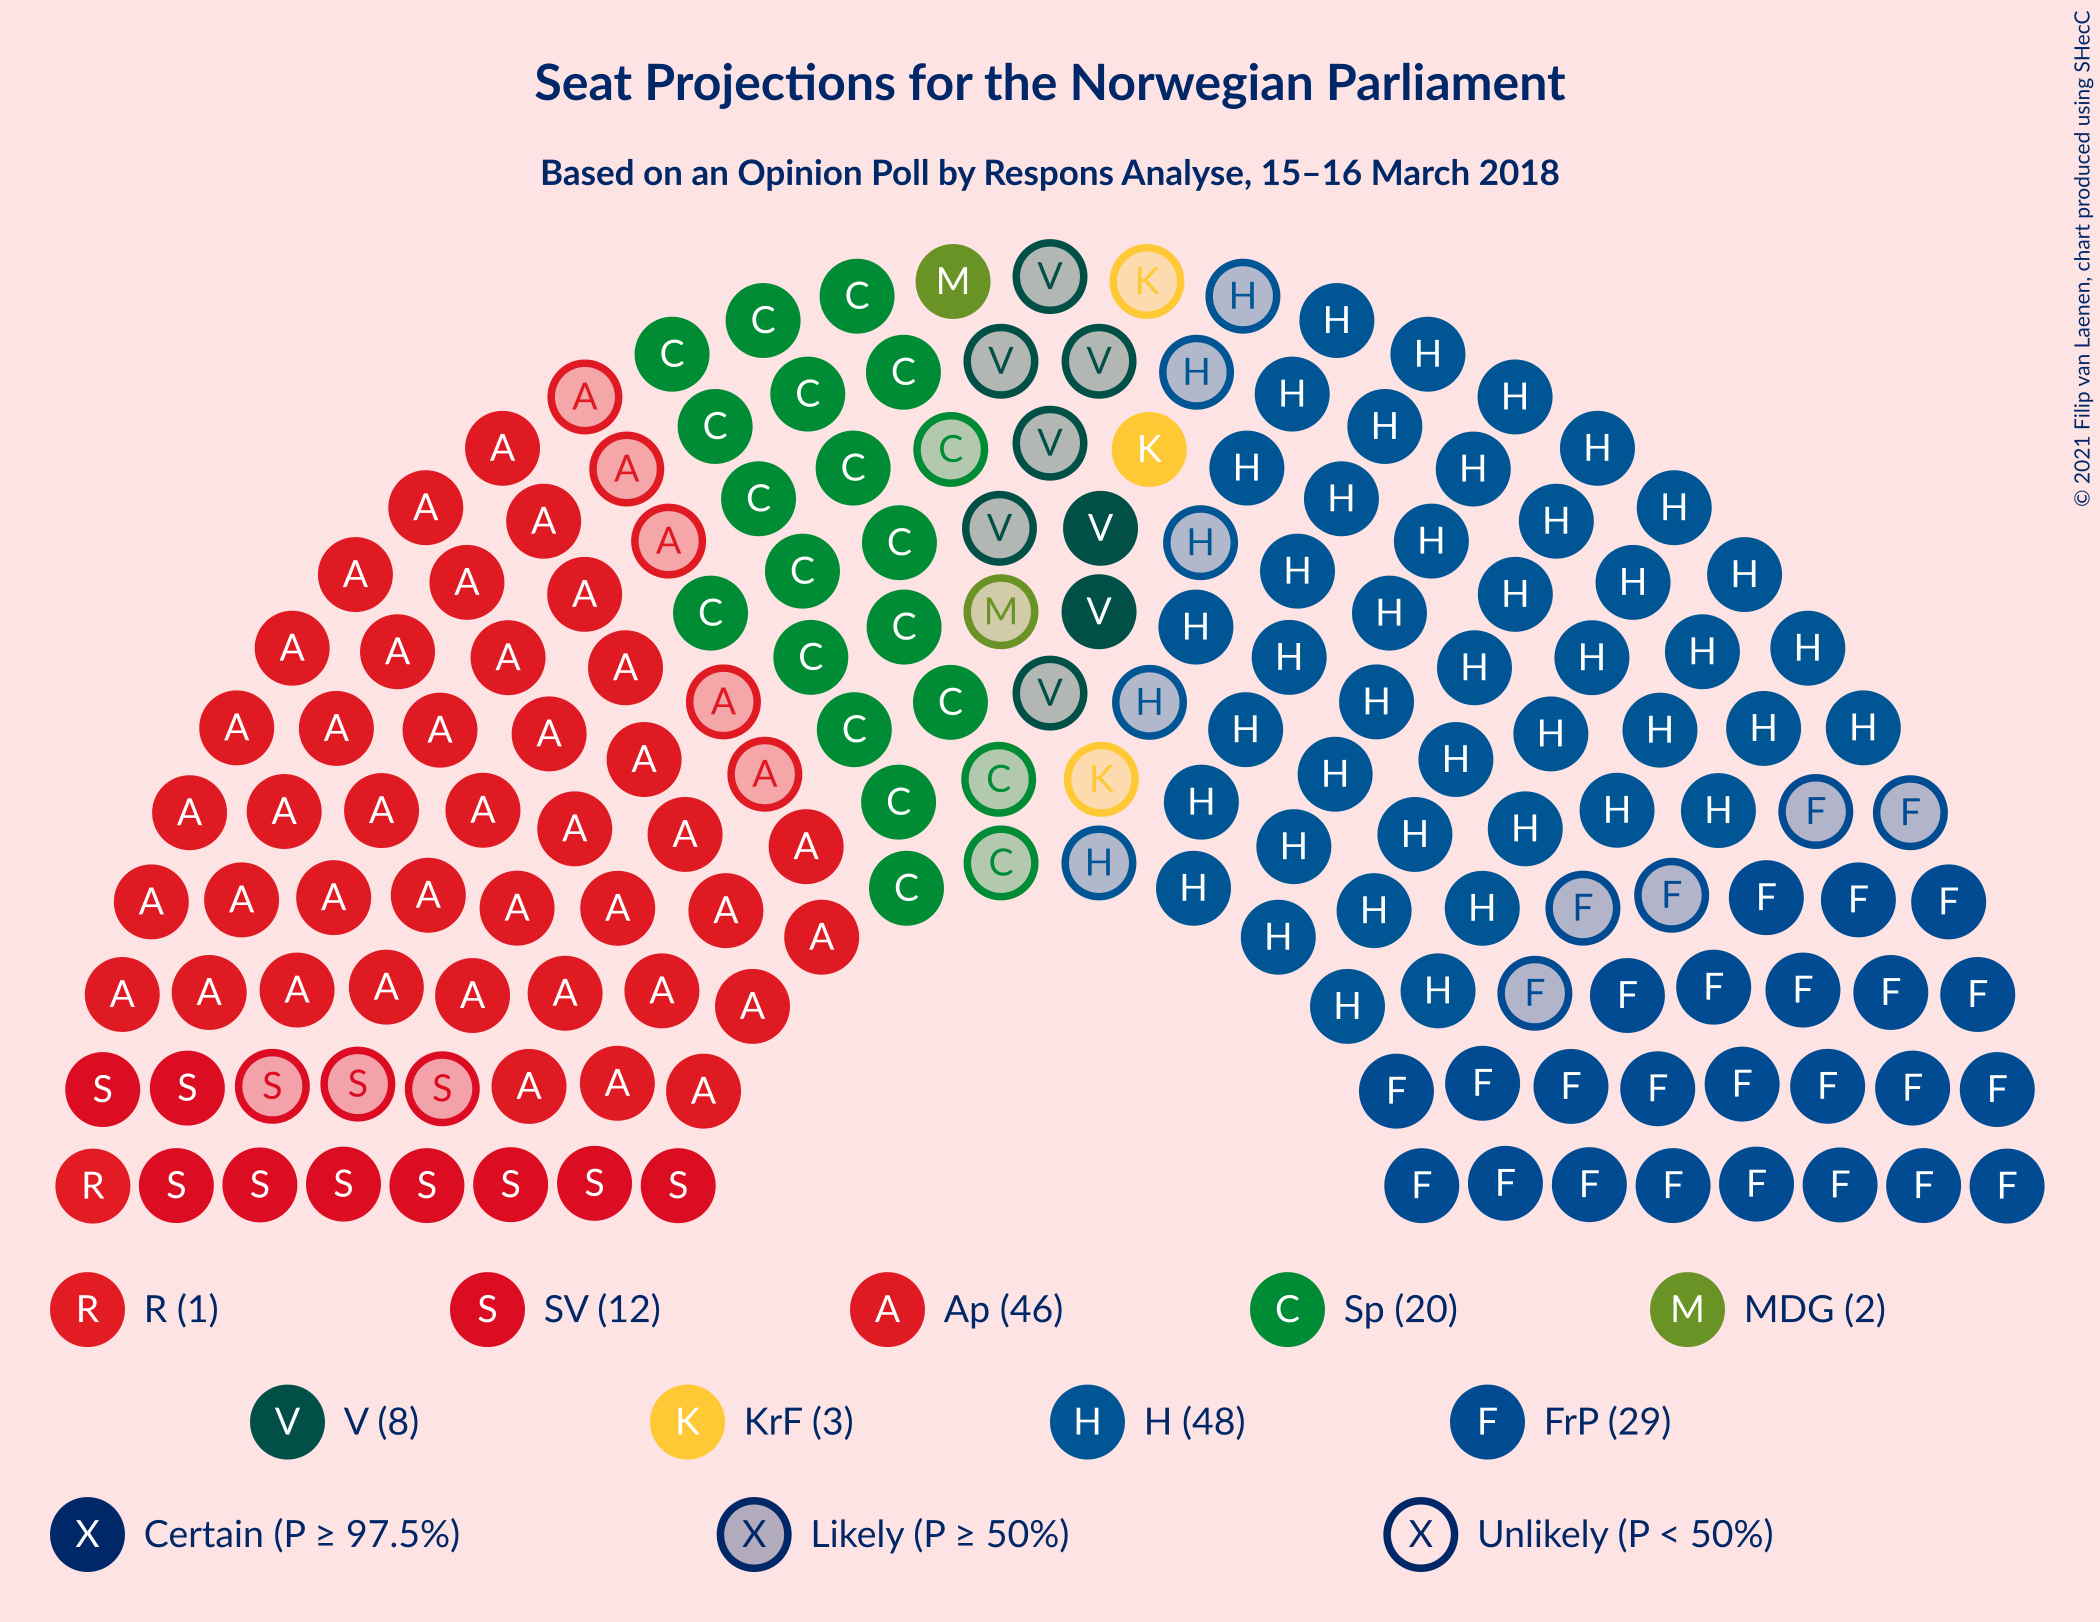 Seat Projections for the Norwegian Parliament
Based on an Opinion Poll by Respons Analyse, 15–16 March 2018
© 2021 Filip van Laenen, chart produced using SHecC
M V K H
C H
C H
C V V H H
A C H
C C H
A A C V K H H H
A C H
A A C H
A C V V H H
A A C H H
A A C M V H H
A A C H H
A A A C V H H H
A A A A C H H H H H
A A A A C C K H H H H H H
A A A A A A A H H H H H F F
A A A A A A A A C C H H H H H F F F F F
A A A A A A A A H H F F F F F F
S S S S S A A A F F F F F F F F
R S S S S S S S F F F F F F F F
R R (1) S SV (12) A Ap (46) C Sp (20) M MDG (2)
V V (8) K KrF (3) H H (48) F FrP (29)
X Certain (P ≥ 97.5%) X Likely (P ≥ 50%) X Unlikely (P < 50%)